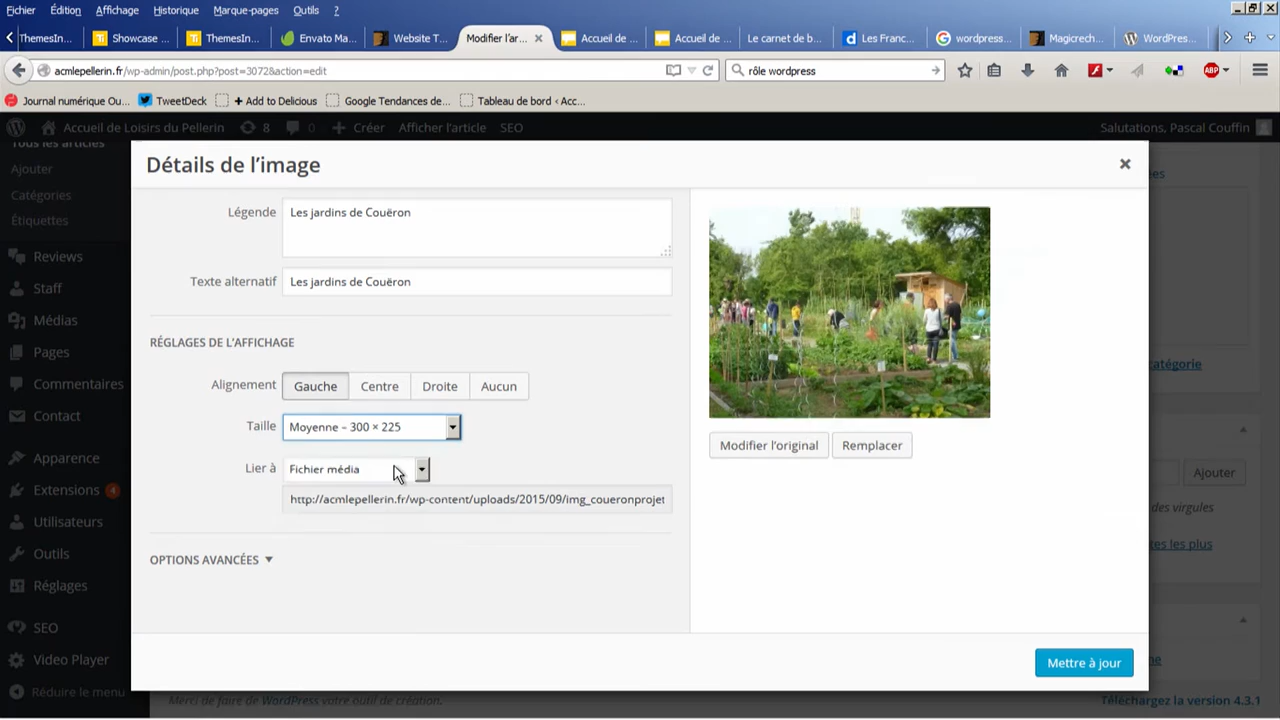 Fichier Édition Affichage Historique Marque-pages Outils ?
ThemesIn... Showcase ... ThemesIn... Envato Ma... Website T... Modifier l'ar... Accueil de ... Accueil de ... Le carnet de b... Les Franc... wordpress... Magicrech... WordPres...
acmlepellerin.fr/wp-admin/post.php?post=3072&action=edit rôle wordpress
Journal numérique Ou... TweetDeck Add to Delicious Google Tendances de... Tableau de bord ‹ Acc...
Accueil de Loisirs du Pellerin 8 0 Créer Afficher l'article SEO Salutations, Pascal Couffin
Tous les articles
Ajouter
Catégories
Étiquettes
Reviews
Staff
Médias
Pages
Commentaires
Contact
Apparence
Extensions 4
Utilisateurs
Outils
Réglages
SEO
Video Player
Réduire le menu
Détails de l'image
Légende Les jardins de Couëron
Texte alternatif Les jardins de Couëron
RÉGLAGES DE L'AFFICHAGE
Alignement Gauche Centre Droite Aucun
Taille Moyenne – 300 × 225
Lier à Fichier média
http://acmlepellerin.fr/wp-content/uploads/2015/09/img_coueronprojet
OPTIONS AVANCÉES
Modifier l'original Remplacer
Mettre à jour
catégorie
Ajouter
des virgules
les plus
Merci de faire de WordPress votre outil de création. Téléchargez la version 4.3.1